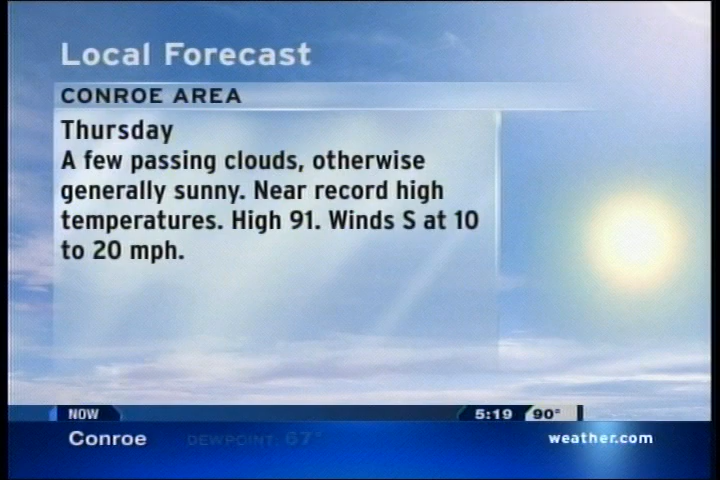 Local Forecast
CONROE AREA
Thursday
A few passing clouds, otherwise
generally sunny. Near record high
temperatures. High 91. Winds S at 10
to 20 mph.
NOW
5:19 90°
Conroe DEWPOINT: 67°
weather.com